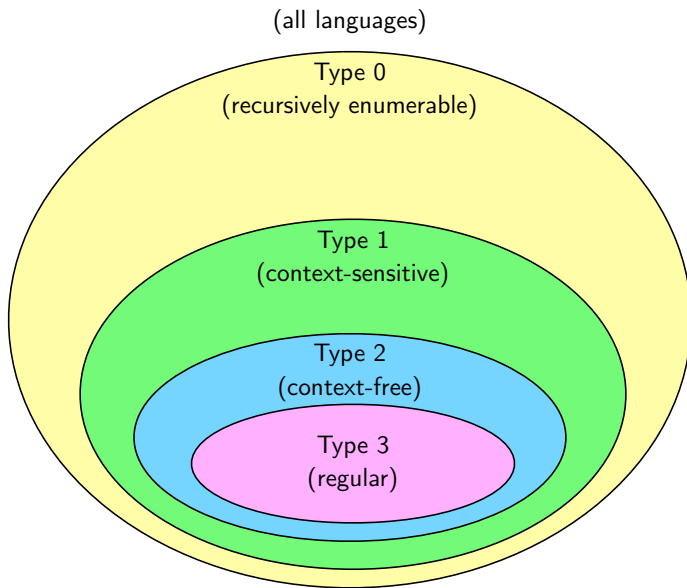 (all languages)
Type 0
(recursively enumerable)
Type 1
(context-sensitive)
Type 2
(context-free)
Type 3
(regular)